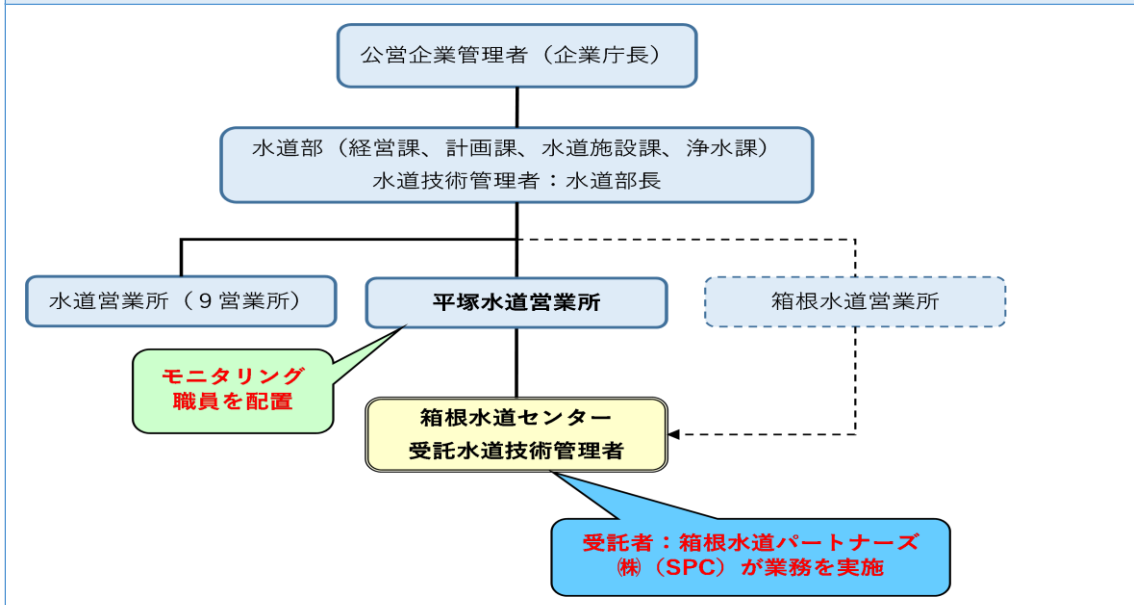 公営企業管理者（企業庁長）
水道部（経営課、計画課、水道施設課、浄水課）
水道技術管理者：水道部長
水道営業所（９営業所）
平塚水道営業所
箱根水道営業所
モニタリング
職員を配置
箱根水道センター
受託水道技術管理者
受託者：箱根水道パートナーズ
㈱（SPC）が業務を実施